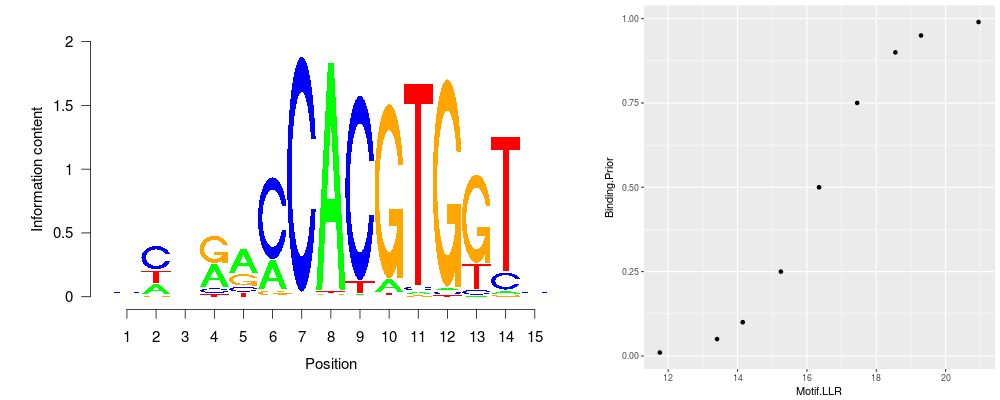 2
1.5
1
0.5
0
Information content
C T A
G A C T
A G C T
C A
C
A
C T
G A
T
G
G T C
T C
1 2 3 4 5 6 7 8 9 10 11 12 13 14 15
Position
1.00
0.75
0.50
0.25
0.00
Binding.Prior
12 14 16 18 20
Motif.LLR